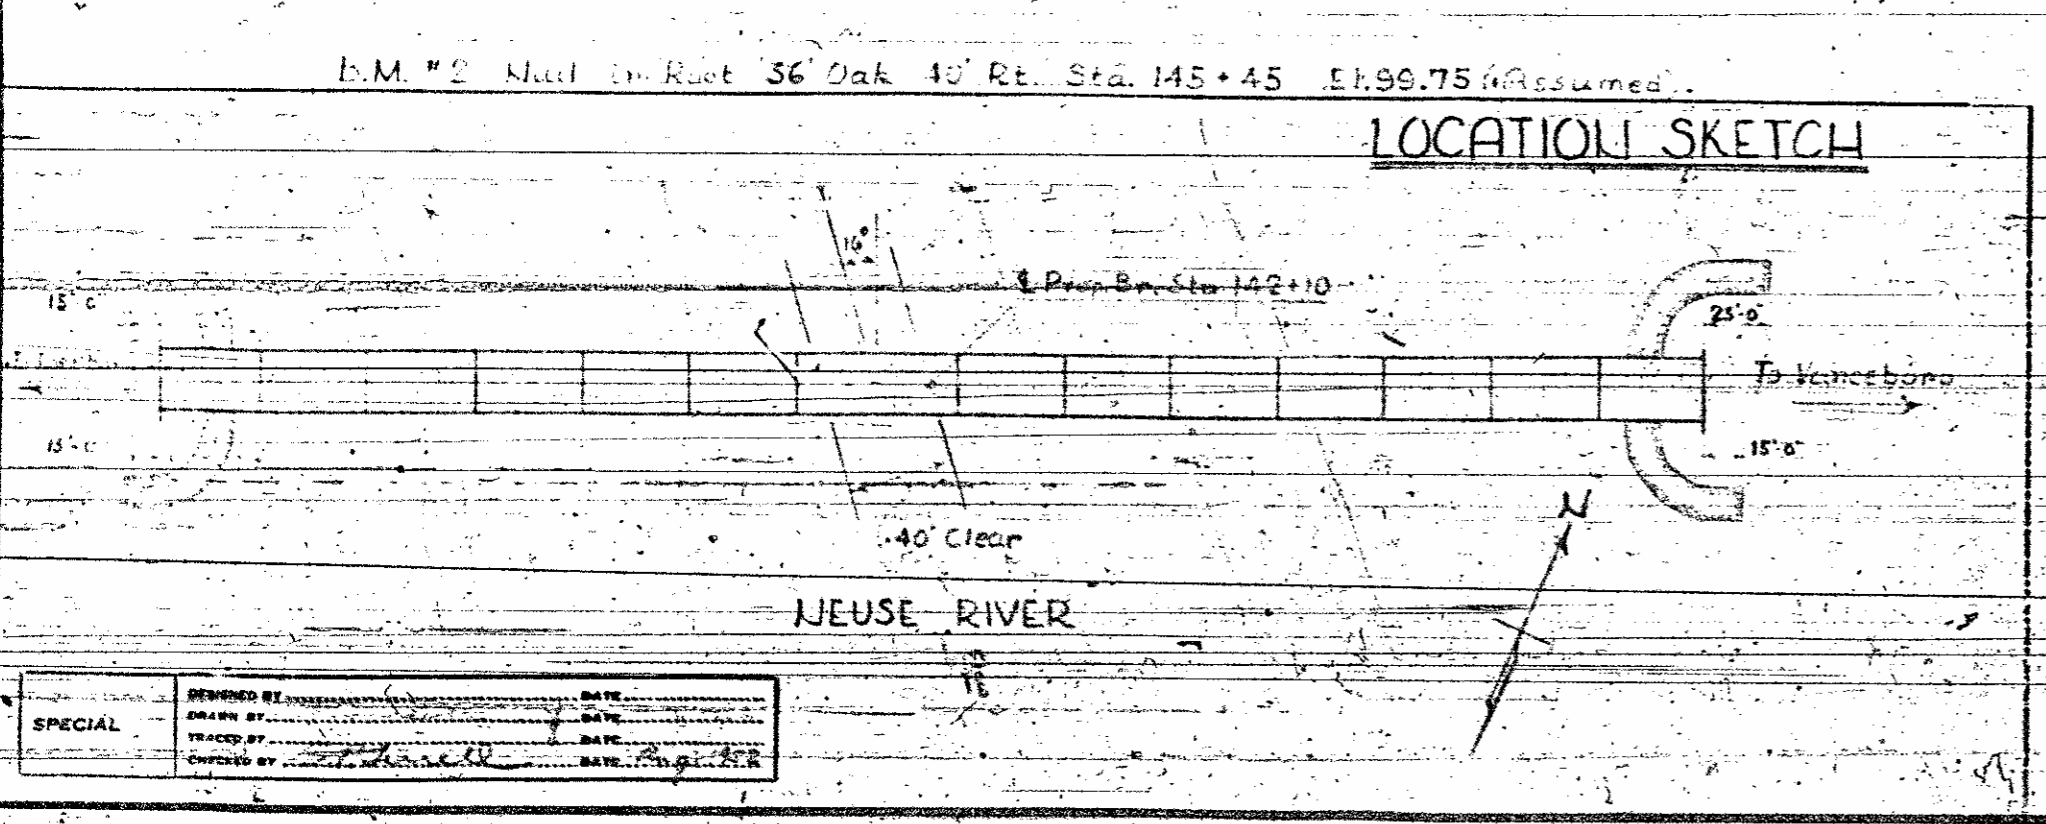 B.M. #2 Nail in Root 36" Oak 40' Rt. Sta. 145+45 El. 99.75 (Assumed).
LOCATION SKETCH
16°
℄ Prop. Br. Sta 142+10
15'-0"
25'-0"
To Vanceboro
15'-0"
15'-0"
N
40' Clear
NEUSE RIVER
SPECIAL
DESIGNED BY DATE
DRAWN BY DATE
TRACED BY DATE
CHECKED BY DATE